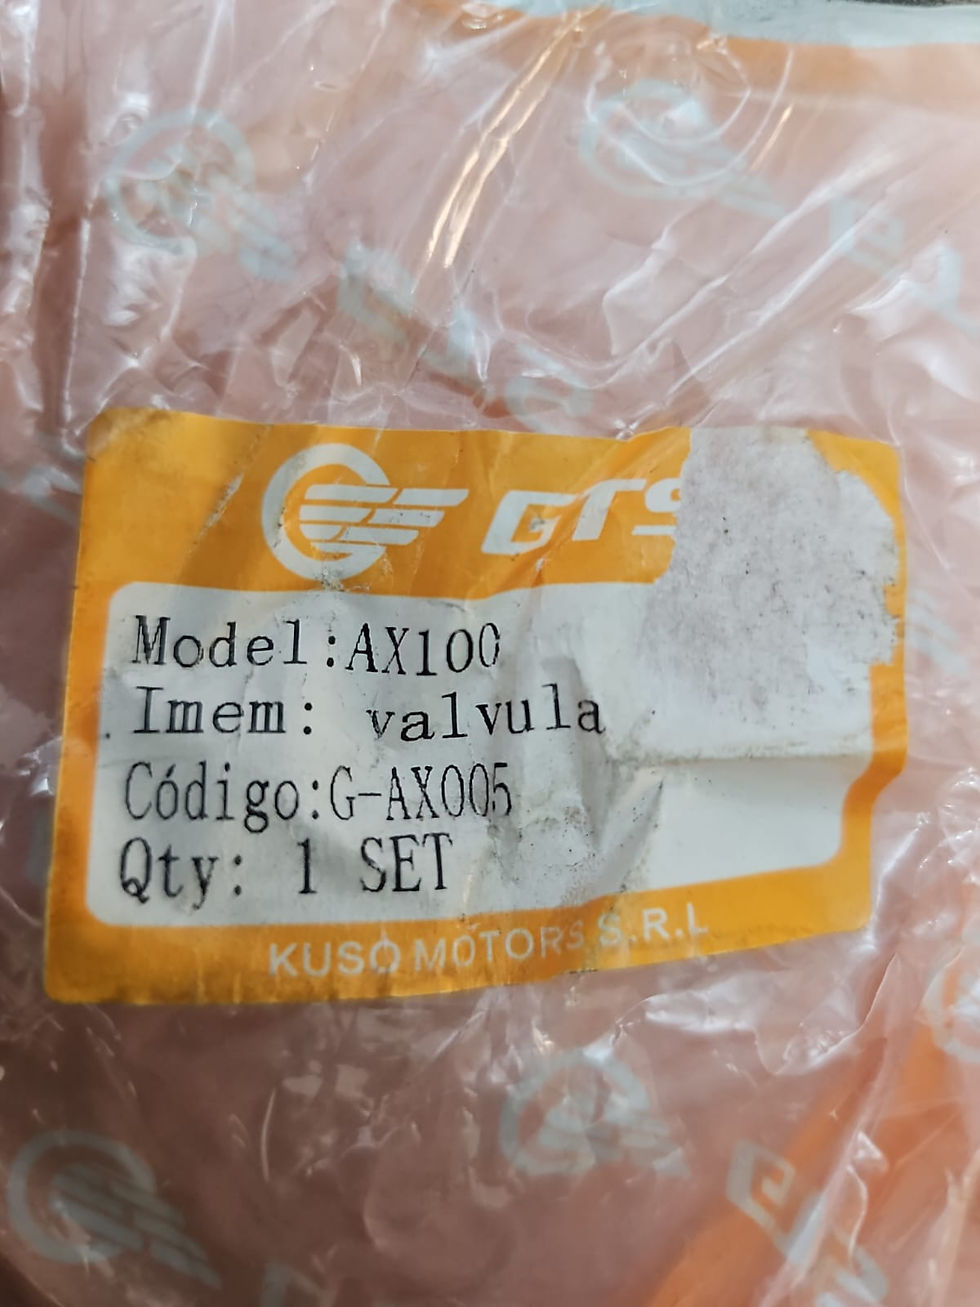 GTS
Model:AX100
Imem: valvula
Código:G-AX005
Qty: 1 SET
KUSO MOTORS S.R.L